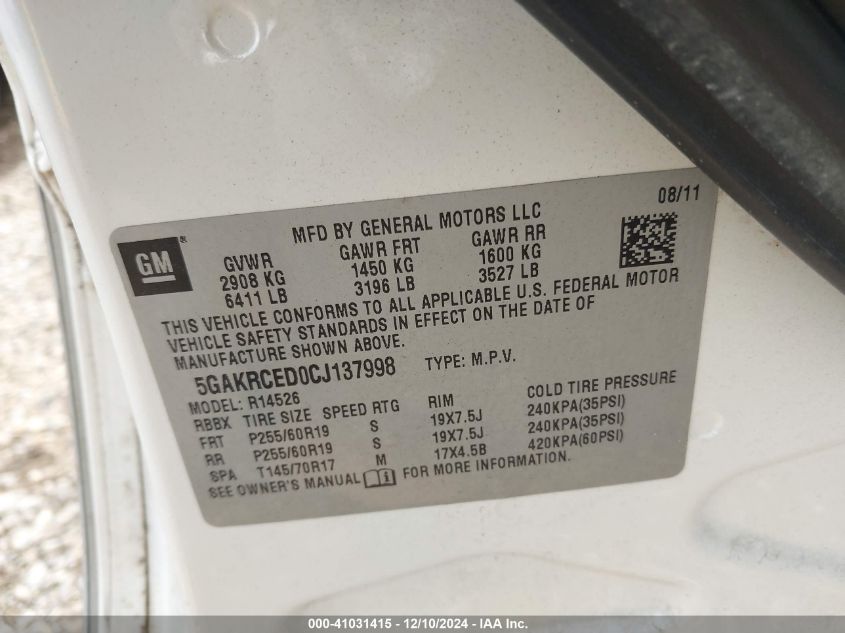 08/11
MFD BY GENERAL MOTORS LLC
GM®
GVWR GAWR FRT GAWR RR
2908 KG 1450 KG 1600 KG
6411 LB 3196 LB 3527 LB
THIS VEHICLE CONFORMS TO ALL APPLICABLE U.S. FEDERAL MOTOR
VEHICLE SAFETY STANDARDS IN EFFECT ON THE DATE OF
MANUFACTURE SHOWN ABOVE.
5GAKRCED0CJ137998 TYPE: M.P.V.
MODEL: R14526
RBBX TIRE SIZE SPEED RTG RIM COLD TIRE PRESSURE
FRT P255/60R19 S 19X7.5J 240KPA(35PSI)
RR P255/60R19 S 19X7.5J 240KPA(35PSI)
SPA T145/70R17 M 17X4.5B 420KPA(60PSI)
SEE OWNER'S MANUAL FOR MORE INFORMATION.
000-41031415 - 12/10/2024 - IAA Inc.